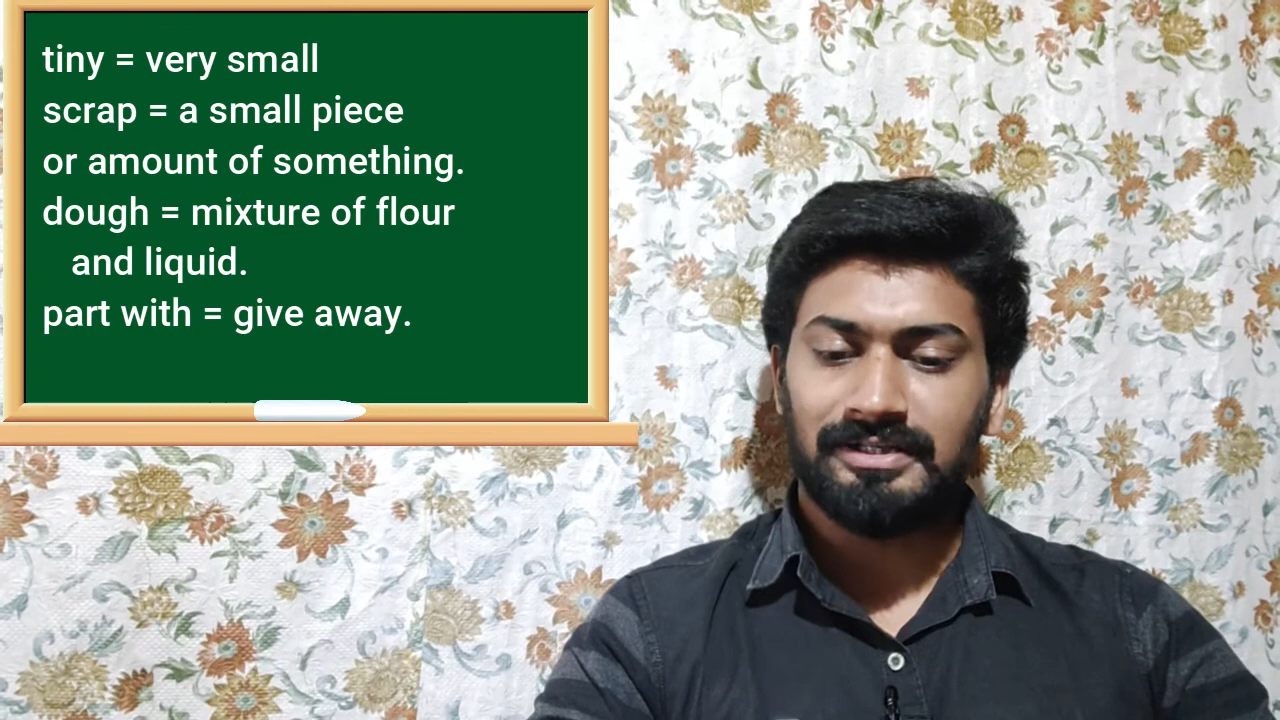 tiny = very small
scrap = a small piece
or amount of something.
dough = mixture of flour
and liquid.
part with = give away.